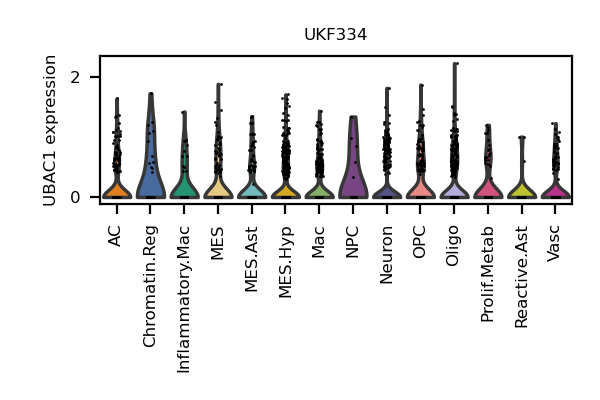 UKF334
UBAC1 expression
2
0
AC
Chromatin.Reg
Inflammatory.Mac
MES
MES.Ast
MES.Hyp
Mac
NPC
Neuron
OPC
Oligo
Prolif.Metab
Reactive.Ast
Vasc